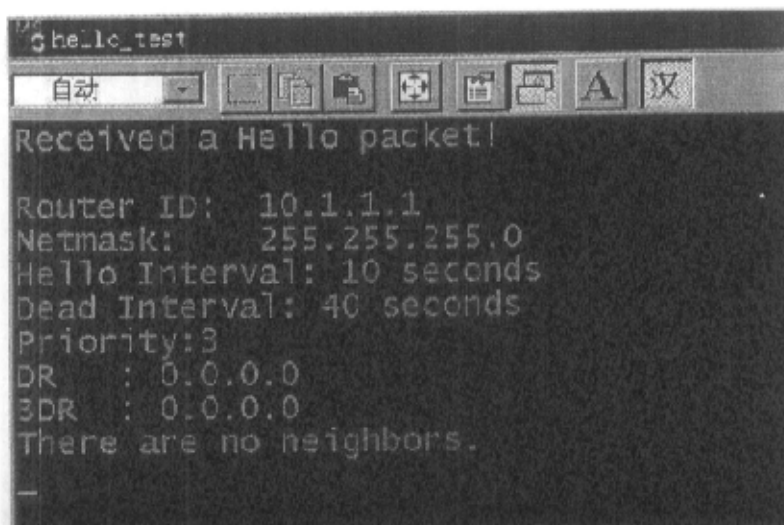 hello_test
自动
A 汉
Received a Hello packet!
Router ID: 10.1.1.1
Netmask: 255.255.255.0
Hello Interval: 10 seconds
Dead Interval: 40 seconds
Priority:3
DR : 0.0.0.0
BDR : 0.0.0.0
There are no neighbors.